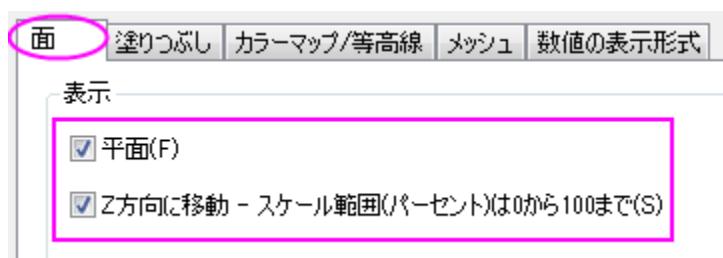 面 塗りつぶし カラーマップ/等高線 メッシュ 数値の表示形式
表示
平面(F)
Z方向に移動 - スケール範囲(パーセント)は0から100まで(S)